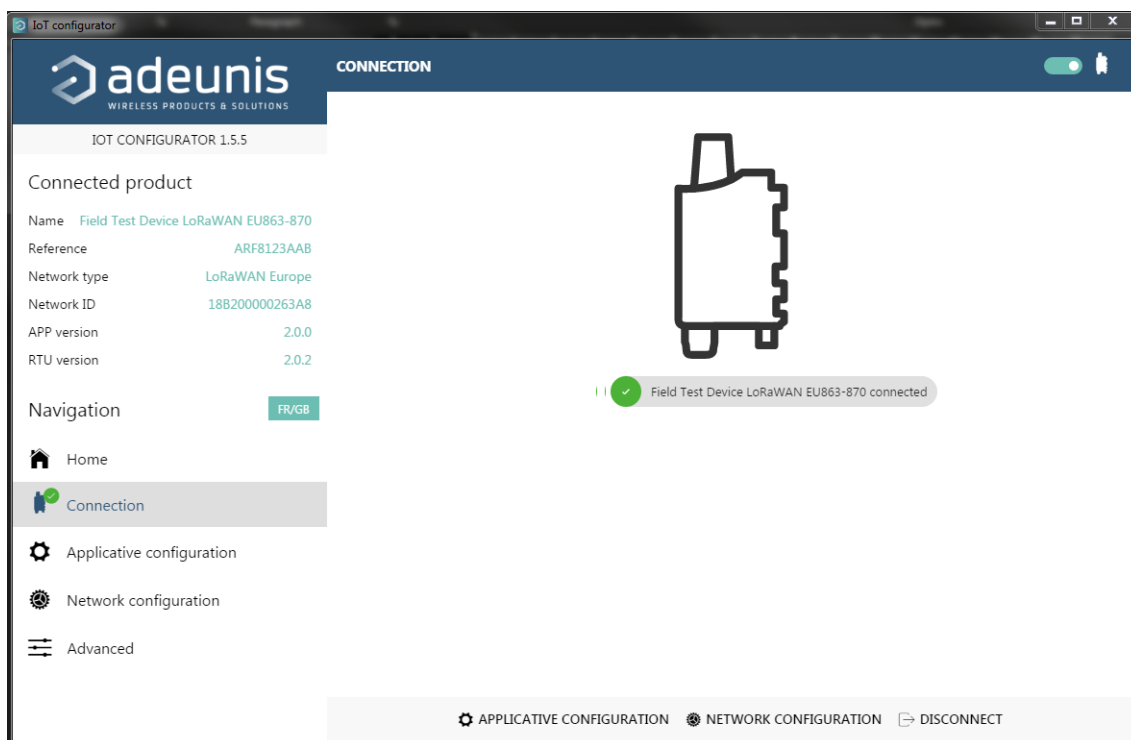 IoT configurator
adeunis
WIRELESS PRODUCTS & SOLUTIONS
CONNECTION
IOT CONFIGURATOR 1.5.5
Connected product
Name Field Test Device LoRaWAN EU863-870
Reference ARF8123AAB
Network type LoRaWAN Europe
Network ID 18B200000263A8
APP version 2.0.0
RTU version 2.0.2
Field Test Device LoRaWAN EU863-870 connected
Navigation FR/GB
Home
Connection
Applicative configuration
Network configuration
Advanced
APPLICATIVE CONFIGURATION NETWORK CONFIGURATION DISCONNECT